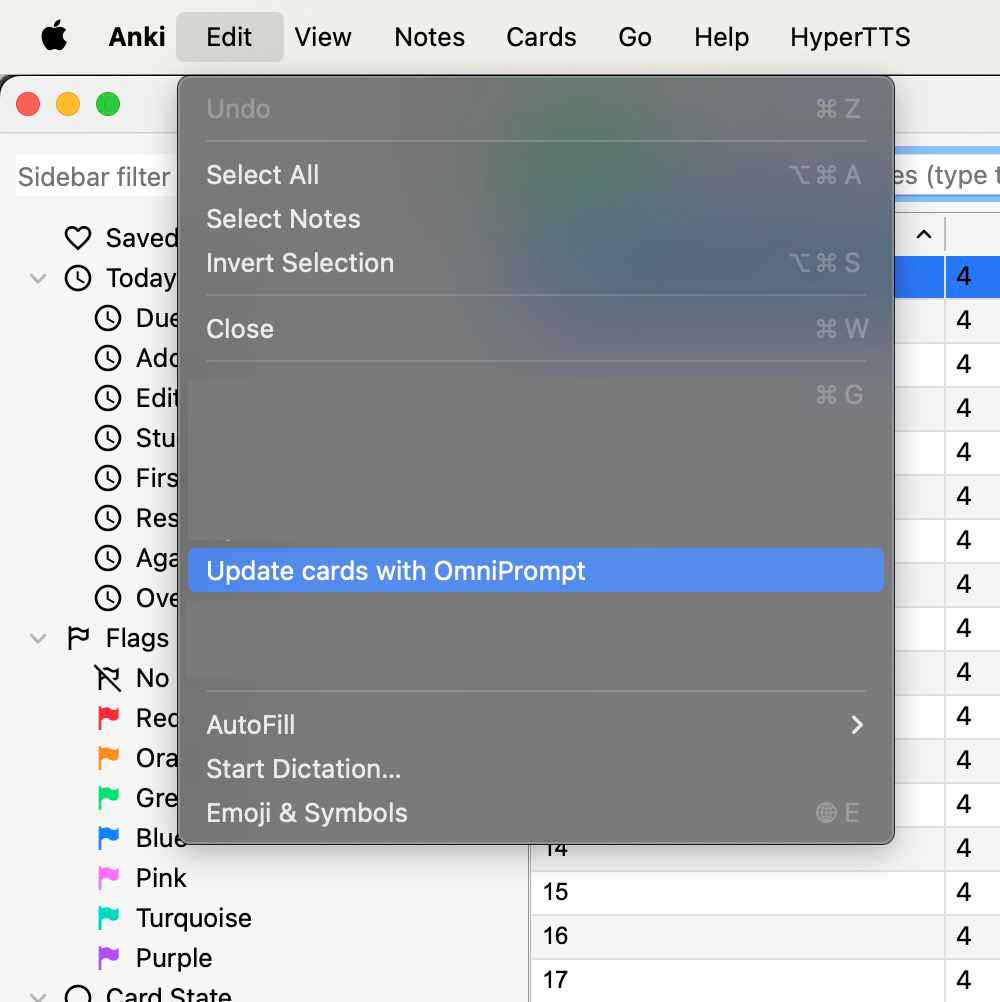 Anki Edit View Notes Cards Go Help HyperTTS
Undo ⌘ Z
Sidebar filter
Select All ⌥ ⌘ A
es (type t
Select Notes
Saved
Invert Selection ⌥ ⌘ S
Today
4
Due
Close ⌘ W
4
Add
4
Edit
⌘ G
4
Stu
4
Firs
4
Res
4
Aga
Update cards with OmniPrompt
4
Ove
4
Flags
4
No
4
Red
AutoFill
4
Ora
Start Dictation...
4
Gre
Emoji & Symbols E
4
Blue
14 4
Pink
15 4
Turquoise
16 4
Purple
17 4
Card State